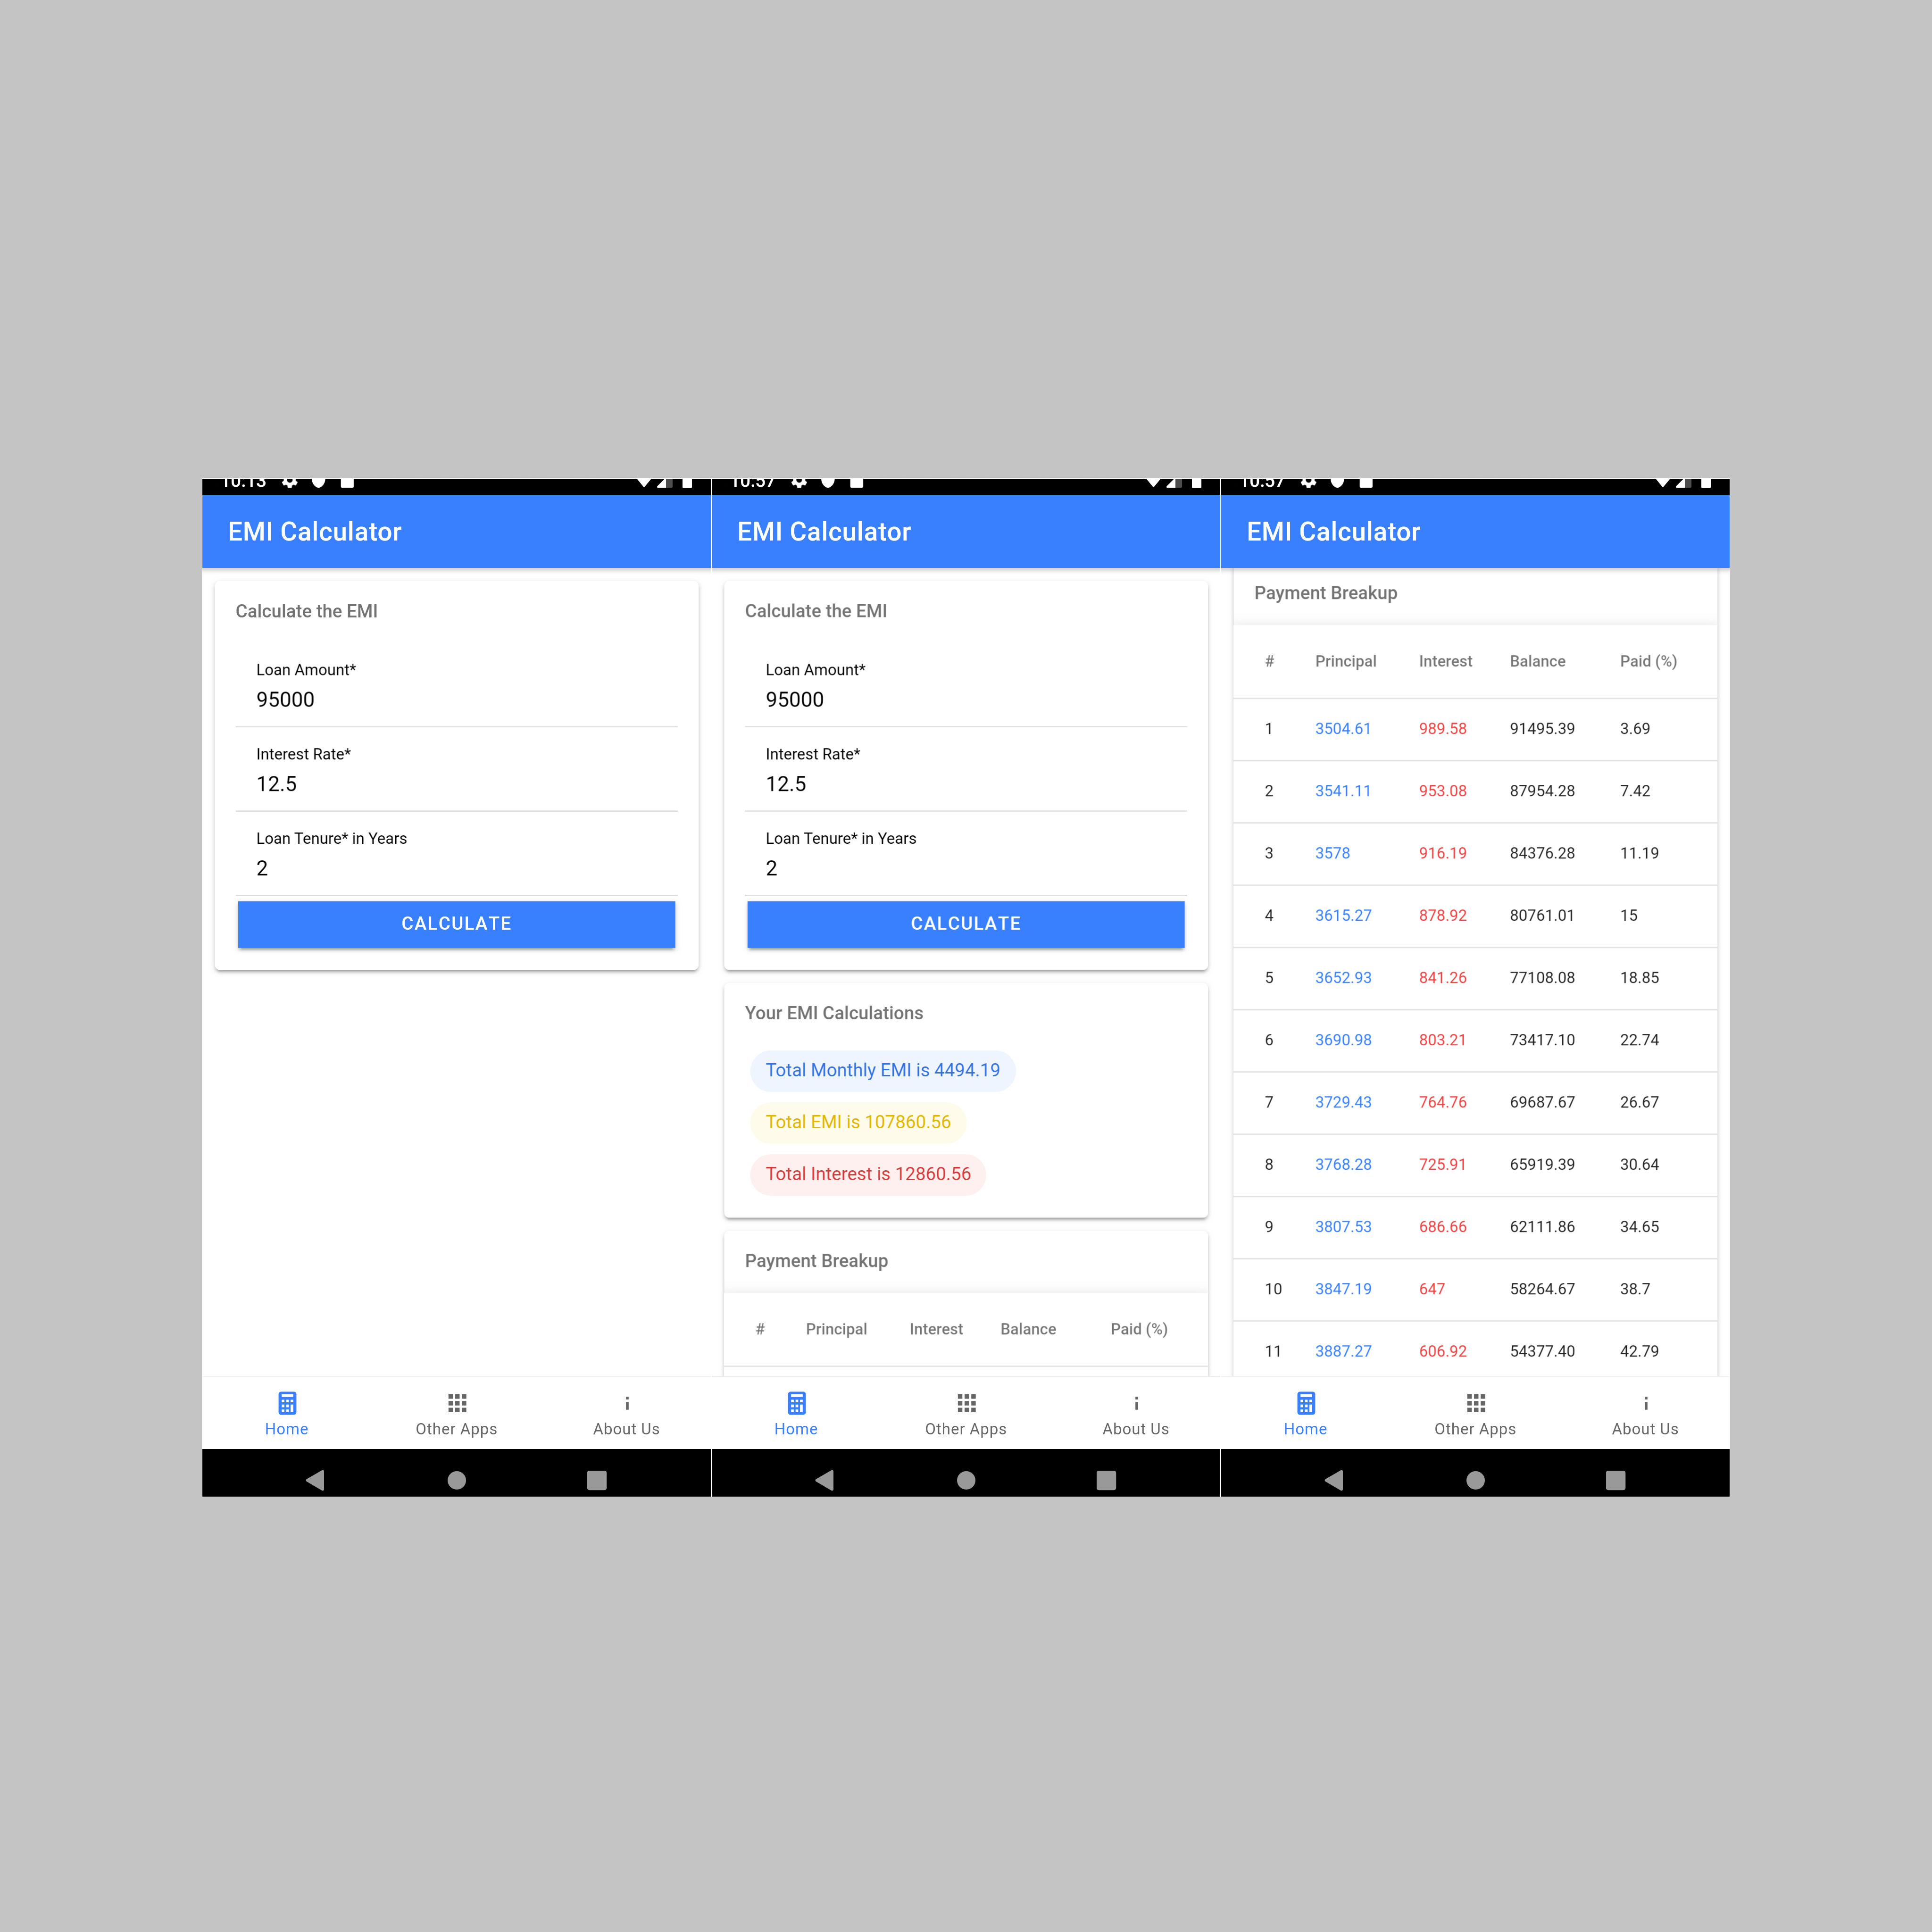 10:13
EMI Calculator
Calculate the EMI
Loan Amount*
95000
Interest Rate*
12.5
Loan Tenure* in Years
2
CALCULATE
Home Other Apps About Us
10:57
EMI Calculator
Calculate the EMI
Loan Amount*
95000
Interest Rate*
12.5
Loan Tenure* in Years
2
CALCULATE
Your EMI Calculations
Total Monthly EMI is 4494.19
Total EMI is 107860.56
Total Interest is 12860.56
Payment Breakup
# Principal Interest Balance Paid (%)
Home Other Apps About Us
10:57
EMI Calculator
Payment Breakup
# Principal Interest Balance Paid (%)
1 3504.61 989.58 91495.39 3.69
2 3541.11 953.08 87954.28 7.42
3 3578 916.19 84376.28 11.19
4 3615.27 878.92 80761.01 15
5 3652.93 841.26 77108.08 18.85
6 3690.98 803.21 73417.10 22.74
7 3729.43 764.76 69687.67 26.67
8 3768.28 725.91 65919.39 30.64
9 3807.53 686.66 62111.86 34.65
10 3847.19 647 58264.67 38.7
11 3887.27 606.92 54377.40 42.79
Home Other Apps About Us